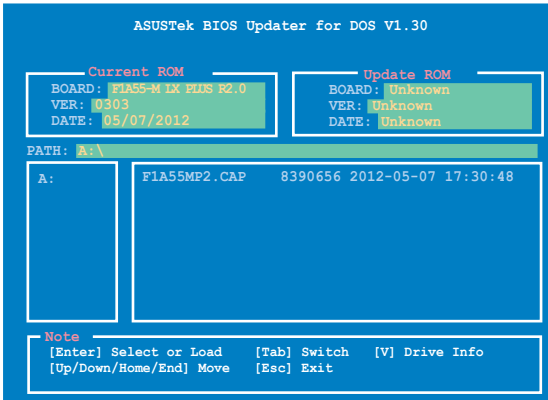 ASUSTek BIOS Updater for DOS V1.30
Current ROM
BOARD: F1A55-M LX PLUS R2.0
VER: 0303
DATE: 05/07/2012
Update ROM
BOARD: Unknown
VER: Unknown
DATE: Unknown
PATH: A:\
A:
F1A55MP2.CAP 8390656 2012-05-07 17:30:48
Note
[Enter] Select or Load [Tab] Switch [V] Drive Info
[Up/Down/Home/End] Move [Esc] Exit